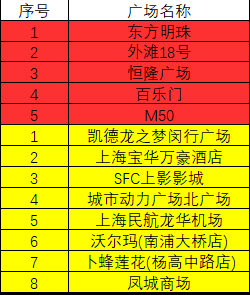 序号 广场名称
1 东方明珠
2 外滩18号
3 恒隆广场
4 百乐门
5 M50
1 凯德龙之梦闵行广场
2 上海宝华万豪酒店
3 SFC上影影城
4 城市动力广场北广场
5 上海民航龙华机场
6 沃尔玛(南浦大桥店)
7 卜蜂莲花(杨高中路店)
8 凤城商场